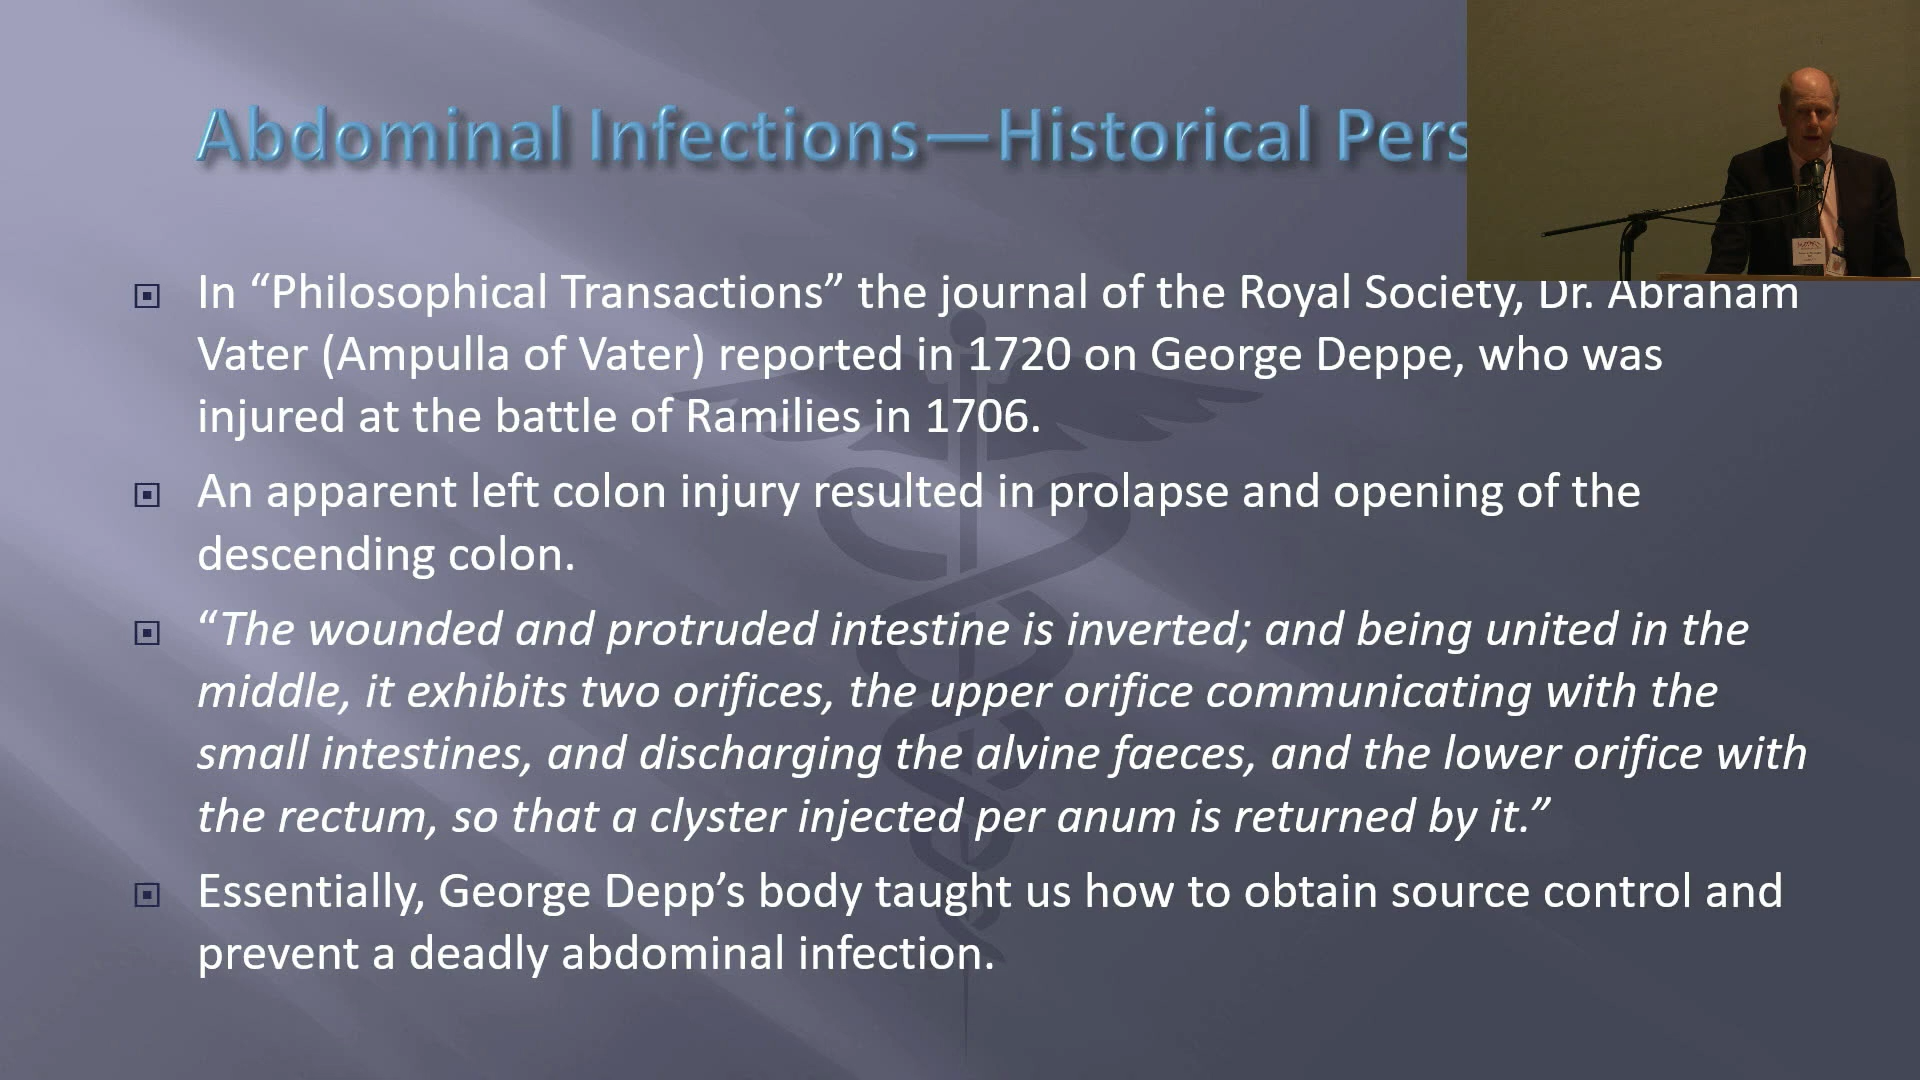 Abdominal Infections—Historical Pers
In “Philosophical Transactions” the journal of the Royal Society, Dr. Abraham
Vater (Ampulla of Vater) reported in 1720 on George Deppe, who was
injured at the battle of Ramilies in 1706.
An apparent left colon injury resulted in prolapse and opening of the
descending colon.
“The wounded and protruded intestine is inverted; and being united in the
middle, it exhibits two orifices, the upper orifice communicating with the
small intestines, and discharging the alvine faeces, and the lower orifice with
the rectum, so that a clyster injected per anum is returned by it.”
Essentially, George Depp’s body taught us how to obtain source control and
prevent a deadly abdominal infection.